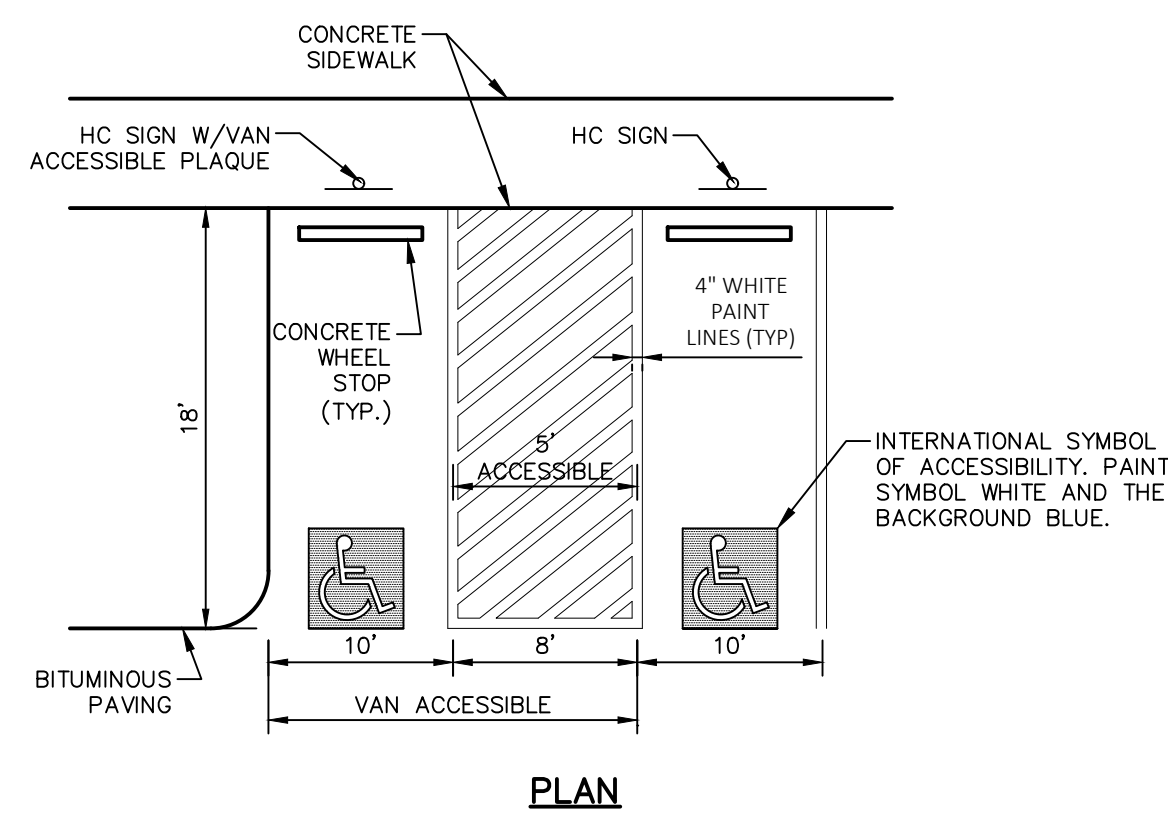 CONCRETE
SIDEWALK
HC SIGN W/VAN
ACCESSIBLE PLAQUE
HC SIGN
4" WHITE
PAINT
LINES (TYP)
CONCRETE
WHEEL
STOP
(TYP.)
18'
5'
ACCESSIBLE
INTERNATIONAL SYMBOL
OF ACCESSIBILITY. PAINT
SYMBOL WHITE AND THE
BACKGROUND BLUE.
10'
8'
10'
BITUMINOUS
PAVING
VAN ACCESSIBLE
PLAN